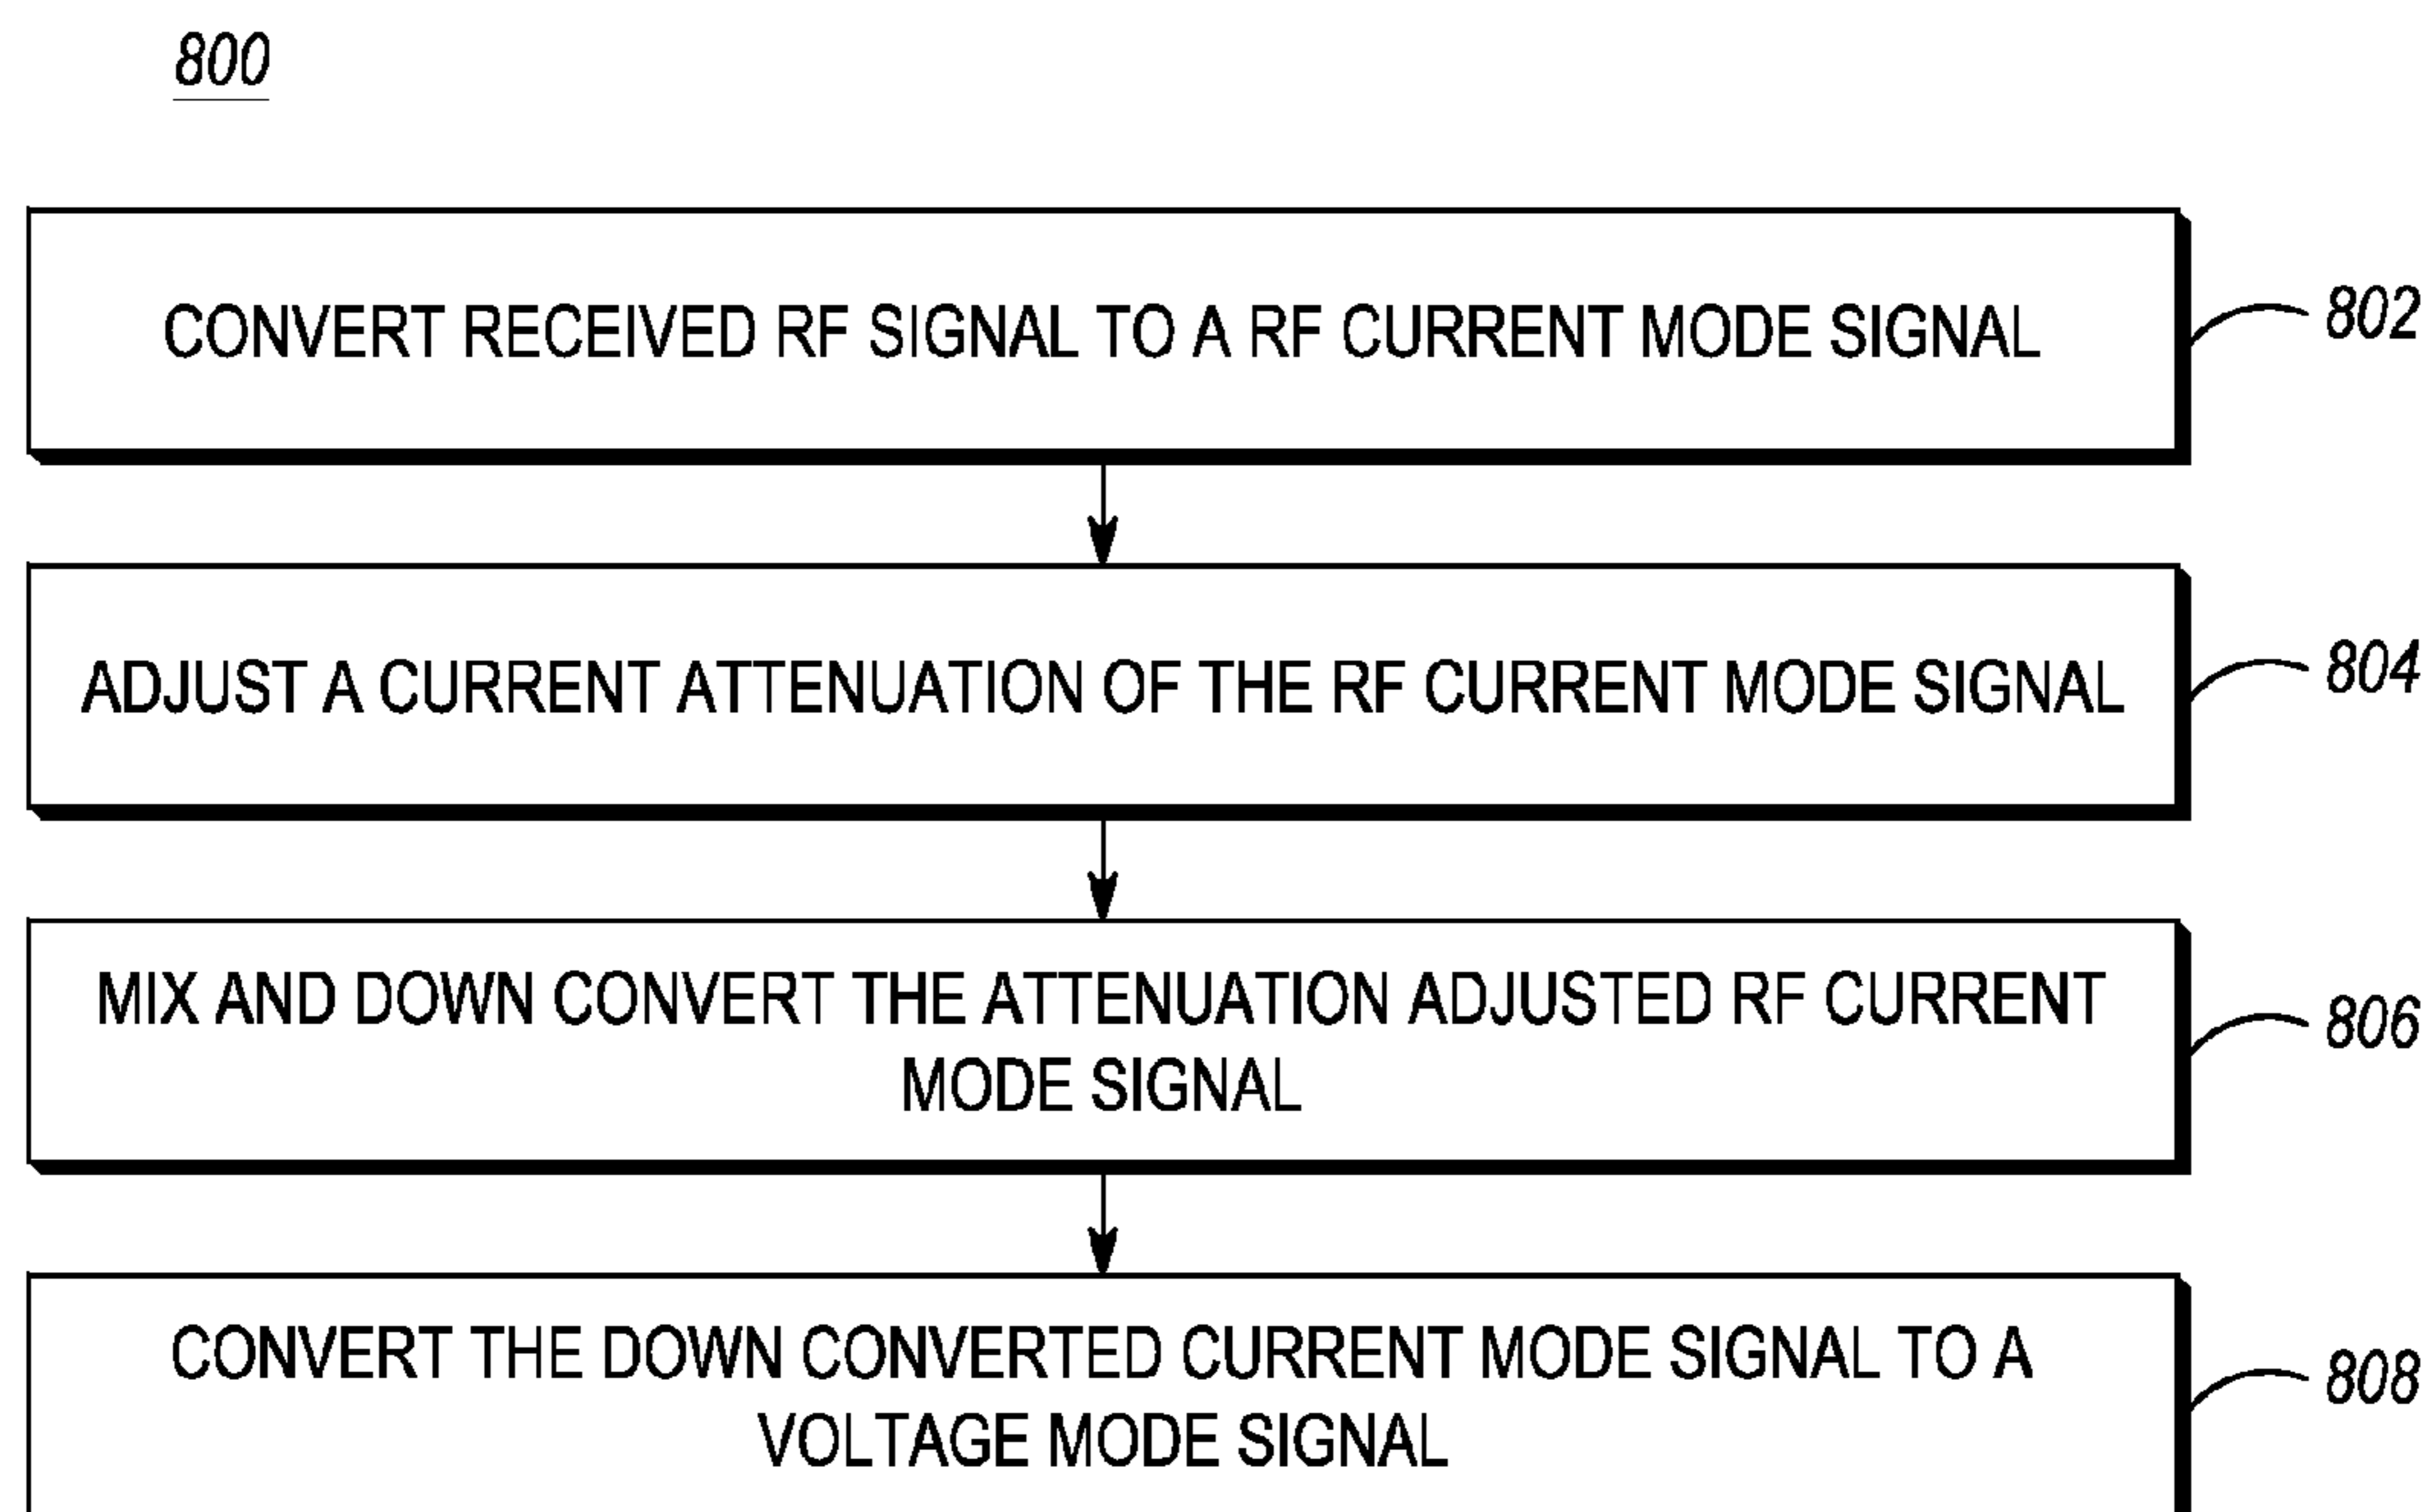 800
CONVERT RECEIVED RF SIGNAL TO A RF CURRENT MODE SIGNAL
802
ADJUST A CURRENT ATTENUATION OF THE RF CURRENT MODE SIGNAL
804
MIX AND DOWN CONVERT THE ATTENUATION ADJUSTED RF CURRENT
MODE SIGNAL
806
CONVERT THE DOWN CONVERTED CURRENT MODE SIGNAL TO A
VOLTAGE MODE SIGNAL
808